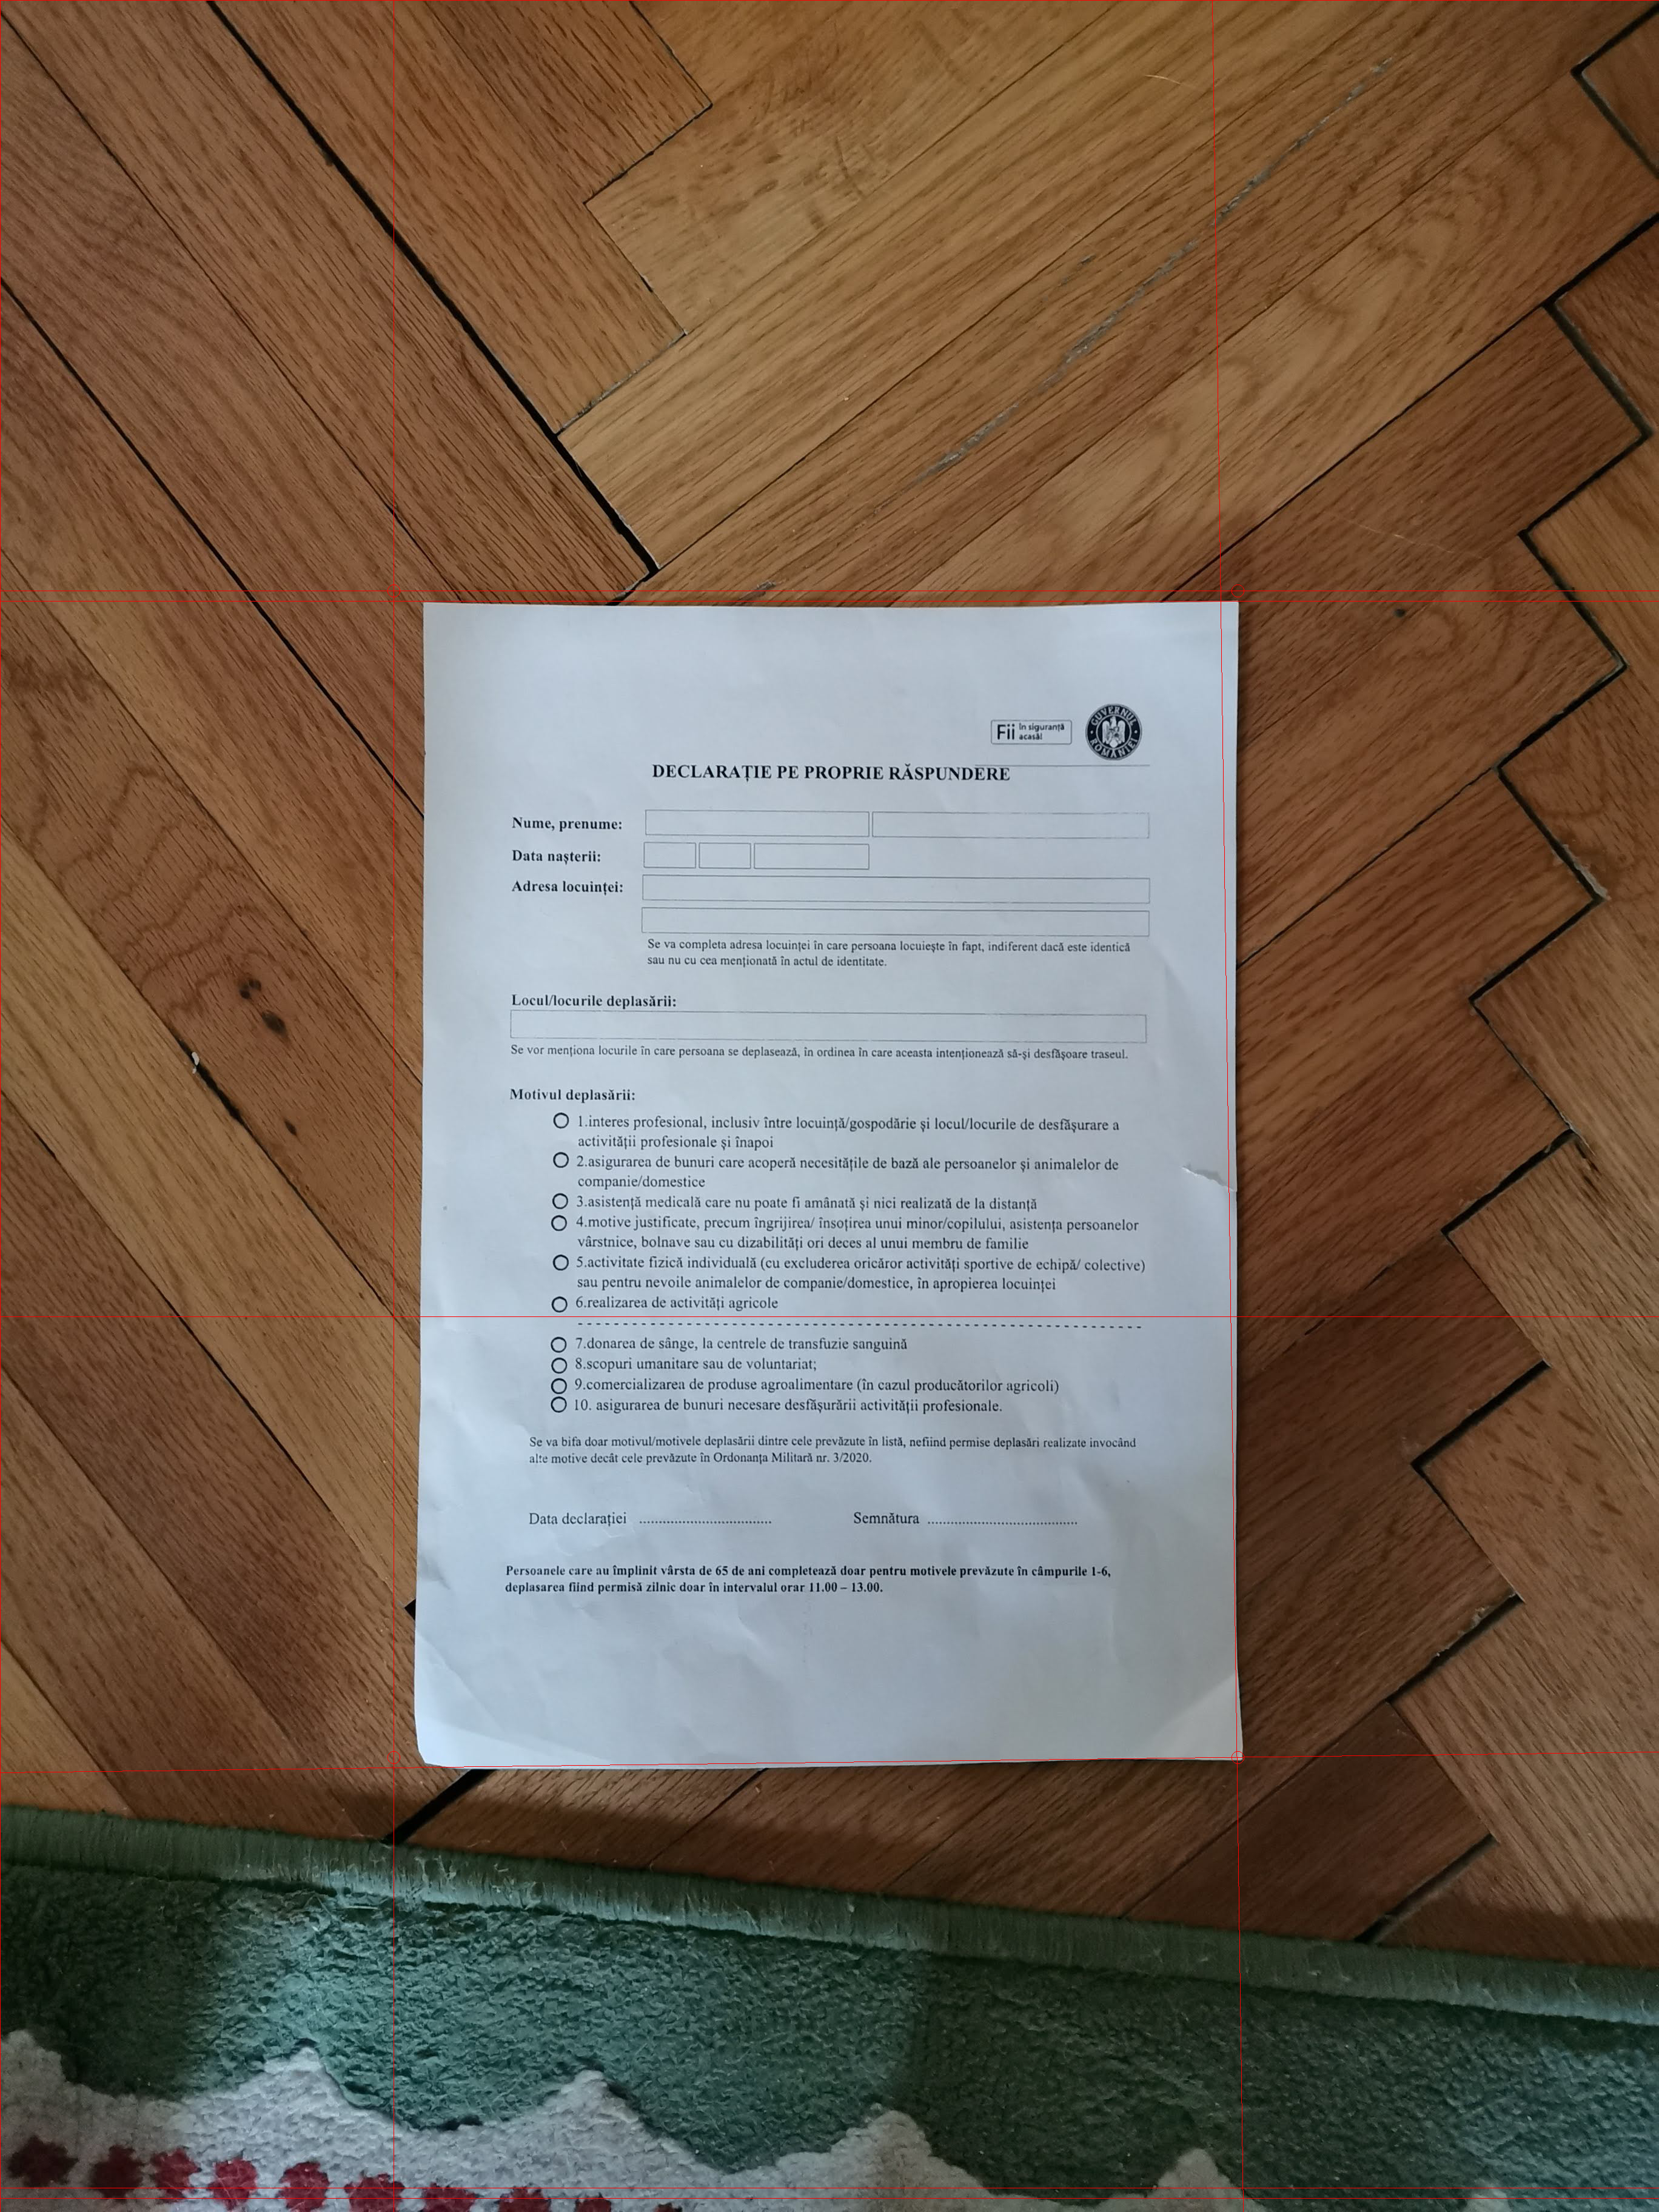 Fii în siguranță
acasă!
GUVERNUL ROMÂNIEI
DECLARAȚIE PE PROPRIE RĂSPUNDERE
Nume, prenume:
Data nașterii:
Adresa locuinței:
Se va completa adresa locuinței în care persoana locuiește în fapt, indiferent dacă este identică
sau nu cu cea menționată în actul de identitate.
Locul/locurile deplasării:
Se vor menționa locurile în care persoana se deplasează, în ordinea în care aceasta intenționează să-și desfășoare traseul.
Motivul deplasării:
1.interes profesional, inclusiv între locuință/gospodărie și locul/locurile de desfășurare a
activității profesionale și înapoi
2.asigurarea de bunuri care acoperă necesitățile de bază ale persoanelor și animalelor de
companie/domestice
3.asistență medicală care nu poate fi amânată și nici realizată de la distanță
4.motive justificate, precum îngrijirea/ însoțirea unui minor/copilului, asistența persoanelor
vârstnice, bolnave sau cu dizabilități ori deces al unui membru de familie
5.activitate fizică individuală (cu excluderea oricăror activități sportive de echipă/ colective)
sau pentru nevoile animalelor de companie/domestice, în apropierea locuinței
6.realizarea de activități agricole
7.donarea de sânge, la centrele de transfuzie sanguină
8.scopuri umanitare sau de voluntariat;
9.comercializarea de produse agroalimentare (în cazul producătorilor agricoli)
10. asigurarea de bunuri necesare desfășurării activității profesionale.
Se va bifa doar motivul/motivele deplasării dintre cele prevăzute în listă, nefiind permise deplasări realizate invocând
alte motive decât cele prevăzute în Ordonanța Militară nr. 3/2020.
Data declarației .................................. Semnătura ......................................
Persoanele care au împlinit vârsta de 65 de ani completează doar pentru motivele prevăzute în câmpurile 1-6,
deplasarea fiind permisă zilnic doar în intervalul orar 11.00 – 13.00.